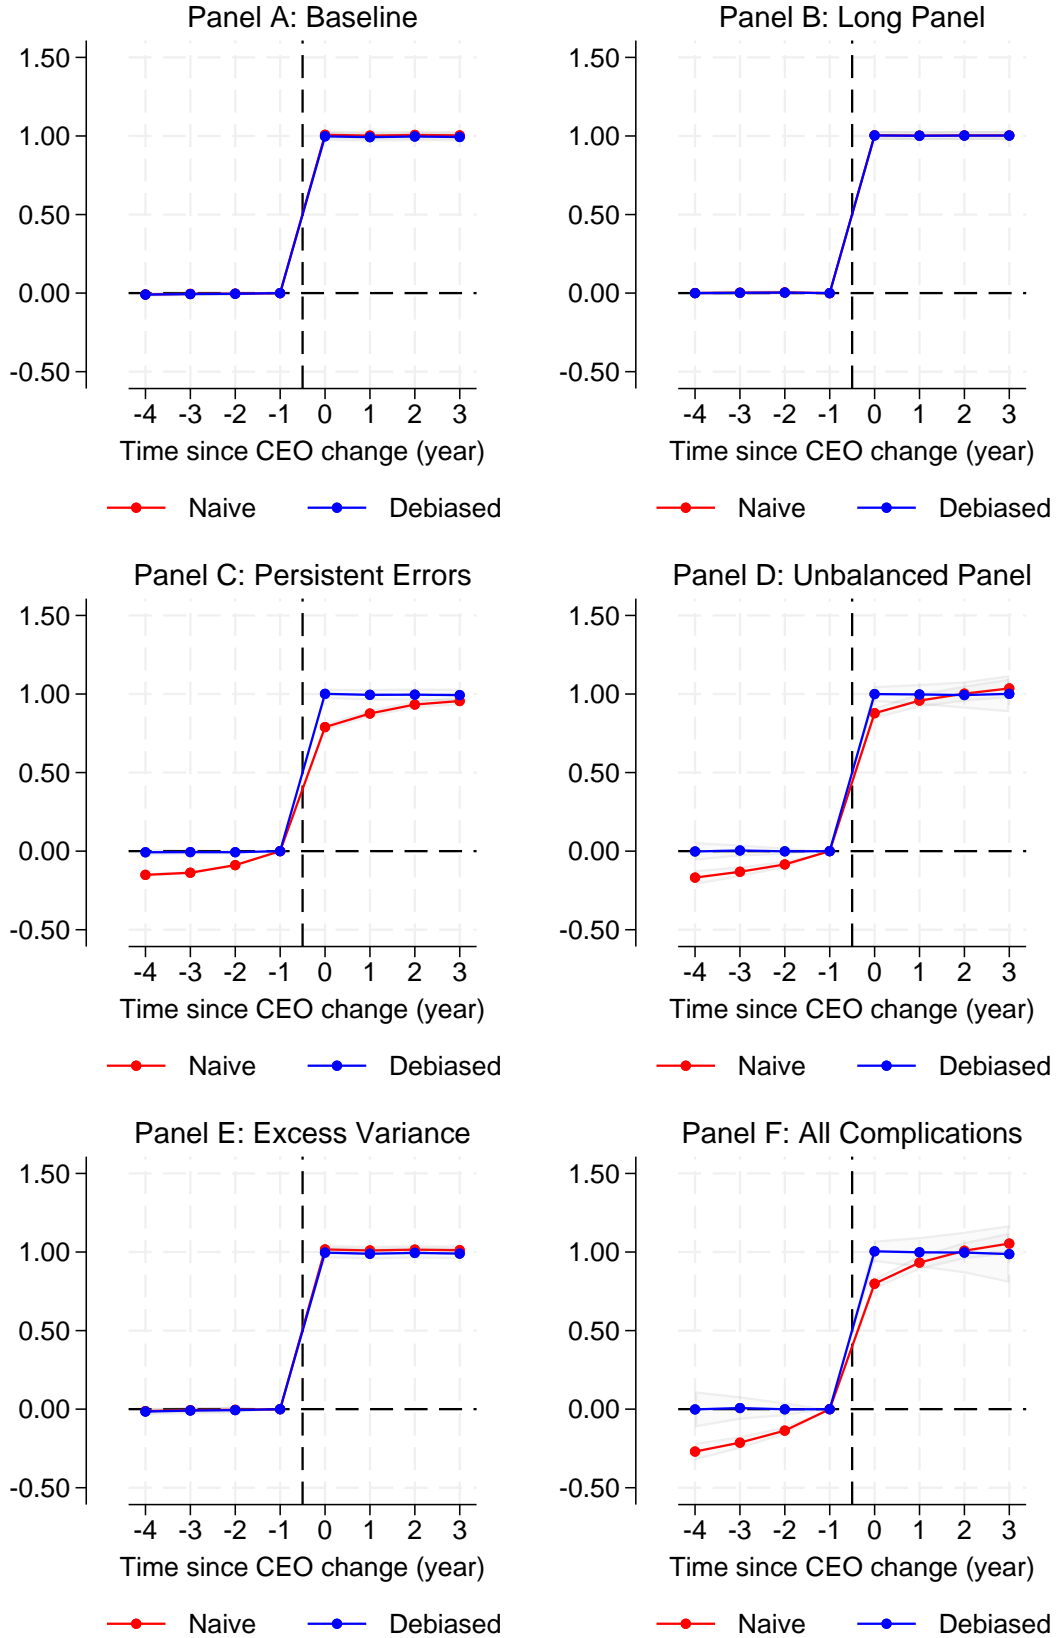 Panel A: Baseline
1.50
1.00
0.50
0.00
-0.50
-4 -3 -2 -1 0 1 2 3
Time since CEO change (year)
Naive Debiased
Panel B: Long Panel
1.50
1.00
0.50
0.00
-0.50
-4 -3 -2 -1 0 1 2 3
Time since CEO change (year)
Naive Debiased
Panel C: Persistent Errors
1.50
1.00
0.50
0.00
-0.50
-4 -3 -2 -1 0 1 2 3
Time since CEO change (year)
Naive Debiased
Panel D: Unbalanced Panel
1.50
1.00
0.50
0.00
-0.50
-4 -3 -2 -1 0 1 2 3
Time since CEO change (year)
Naive Debiased
Panel E: Excess Variance
1.50
1.00
0.50
0.00
-0.50
-4 -3 -2 -1 0 1 2 3
Time since CEO change (year)
Naive Debiased
Panel F: All Complications
1.50
1.00
0.50
0.00
-0.50
-4 -3 -2 -1 0 1 2 3
Time since CEO change (year)
Naive Debiased